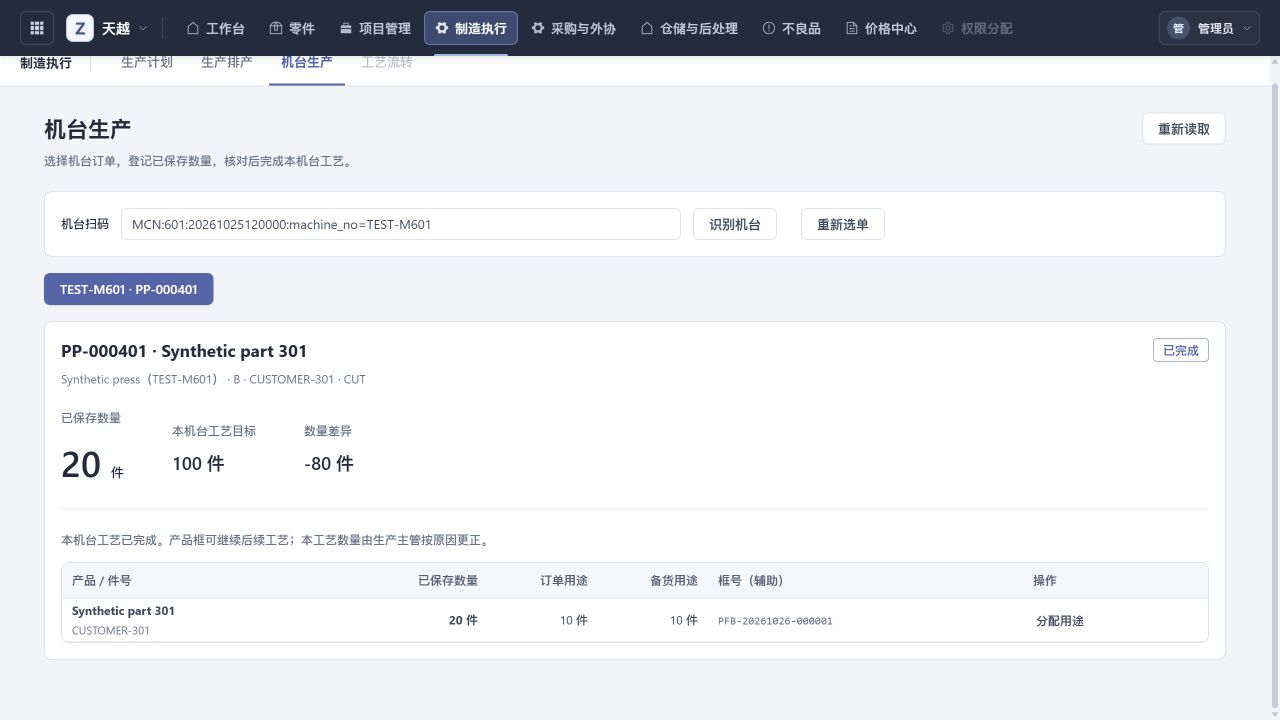 Z 天越 工作台 零件 项目管理 制造执行 采购与外协 仓储与后处理 不良品 价格中心 权限分配 管 管理员
制造执行 生产计划 生产排产 机台生产 工艺流转
机台生产
重新读取
选择机台订单，登记已保存数量，核对后完成本机台工艺。
机台扫码 MCN:601:20261025120000:machine_no=TEST-M601 识别机台 重新选单
TEST-M601 · PP-000401
PP-000401 · Synthetic part 301
已完成
Synthetic press（TEST-M601） · B · CUSTOMER-301 · CUT
已保存数量 本机台工艺目标 数量差异
20 件 100 件 -80 件
本机台工艺已完成。产品框可继续后续工艺；本工艺数量由生产主管按原因更正。
产品 / 件号 已保存数量 订单用途 备货用途 框号（辅助） 操作
Synthetic part 301
CUSTOMER-301
20 件 10 件 10 件 PFB-20261026-000001 分配用途